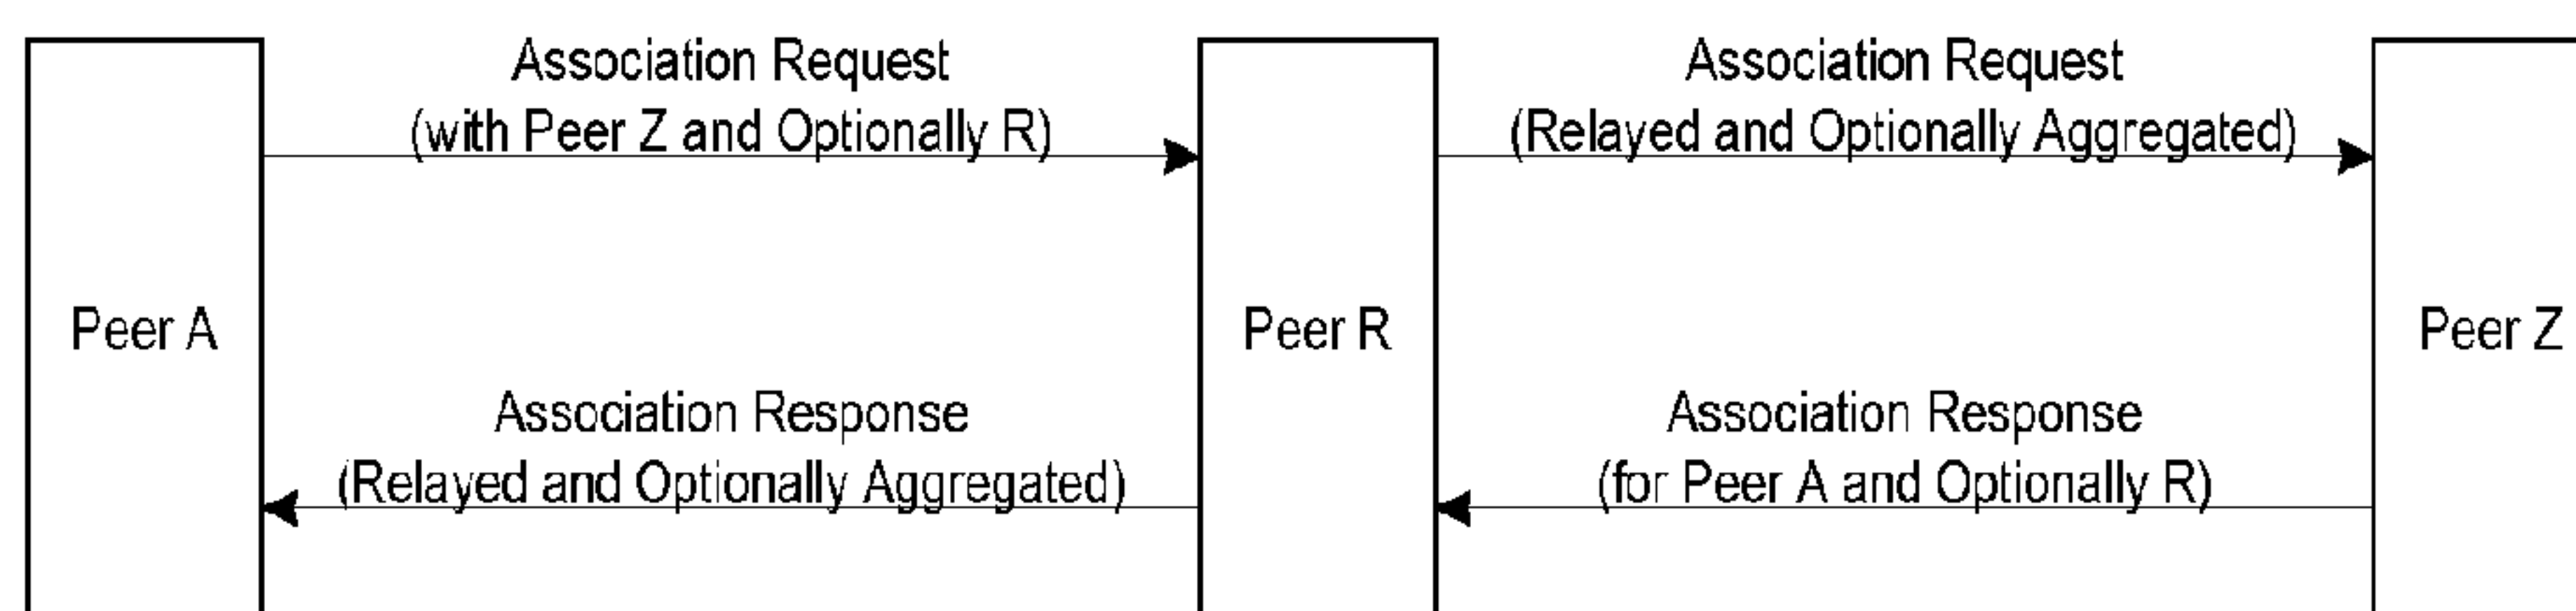 Association Request
(with Peer Z and Optionally R)
Association Request
(Relayed and Optionally Aggregated)
Peer A
Peer R
Peer Z
Association Response
(Relayed and Optionally Aggregated)
Association Response
(for Peer A and Optionally R)